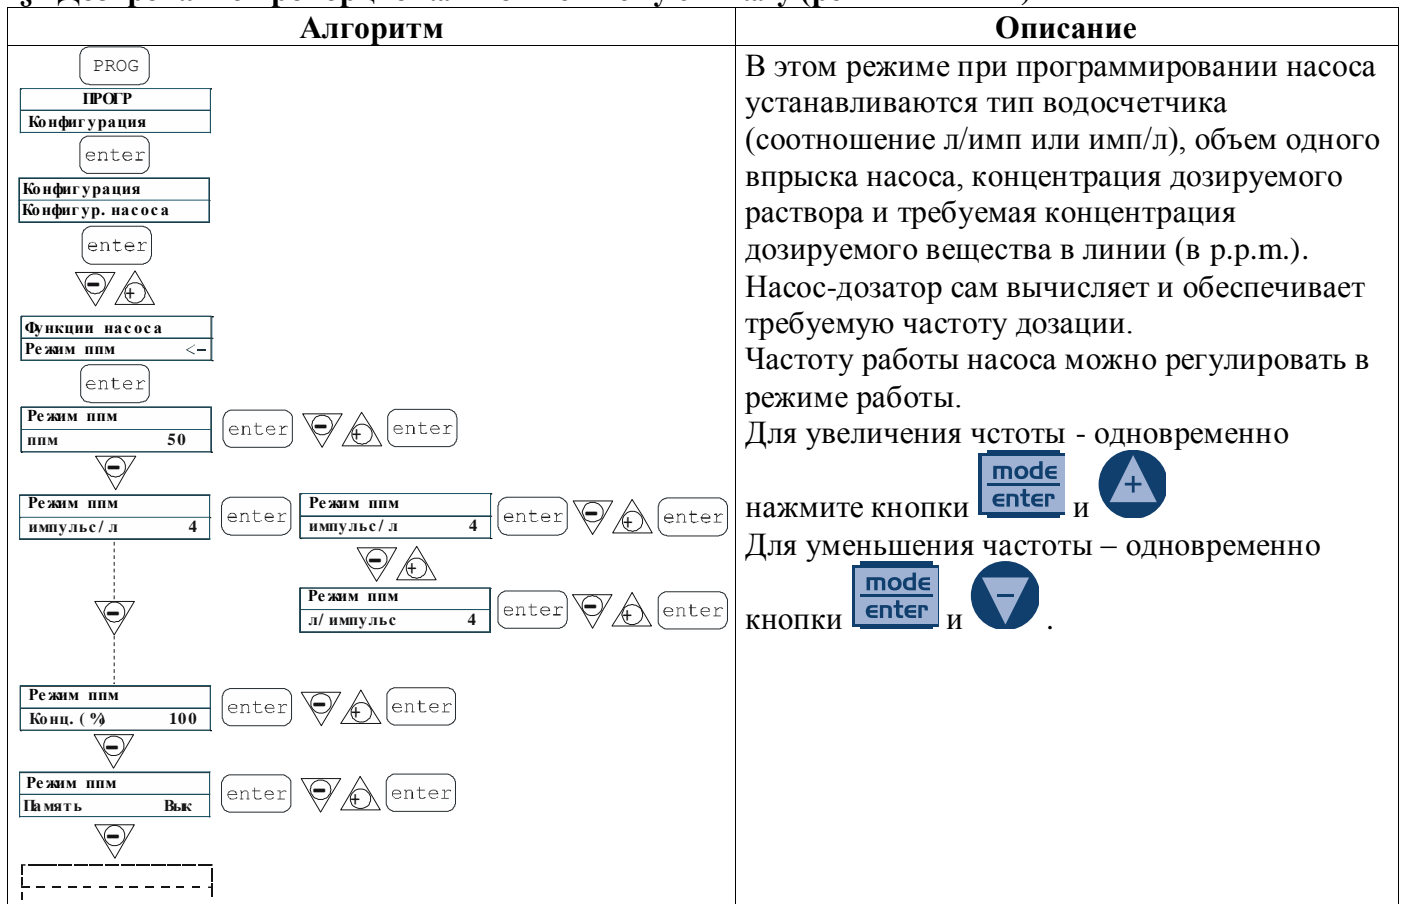 Алгоритм
Описание
PROG
ПРОГР
Конфигурация
enter
Конфигурация
Конфигур. насоса
enter
Функции насоса
Режим ппм <–
enter
Режим ппм
ппм 50
enter enter
Режим ппм
импульс/л 4
enter
Режим ппм
импульс/л 4
enter enter
Режим ппм
л/импульс 4
enter enter
Режим ппм
Конц. (%) 100
enter enter
Режим ппм
Память Вык
enter enter
В этом режиме при программировании насоса
устанавливаются тип водосчетчика
(соотношение л/имп или имп/л), объем одного
впрыска насоса, концентрация дозируемого
раствора и требуемая концентрация
дозируемого вещества в линии (в p.p.m.).
Насос-дозатор сам вычисляет и обеспечивает
требуемую частоту дозации.
Частоту работы насоса можно регулировать в
режиме работы.
Для увеличения чстоты - одновременно
нажмите кнопки mode enter и +
Для уменьшения частоты – одновременно
кнопки mode enter и - .